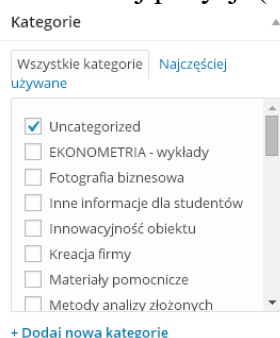 Kategorie
Wszystkie kategorie Najczęściej
używane
Uncategorized
EKONOMETRIA - wykłady
Fotografia biznesowa
Inne informacje dla studentów
Innowacyjność obiektu
Kreacja firmy
Materiały pomocnicze
Metody analizy złożonych
+ Dodaj nową kategorię